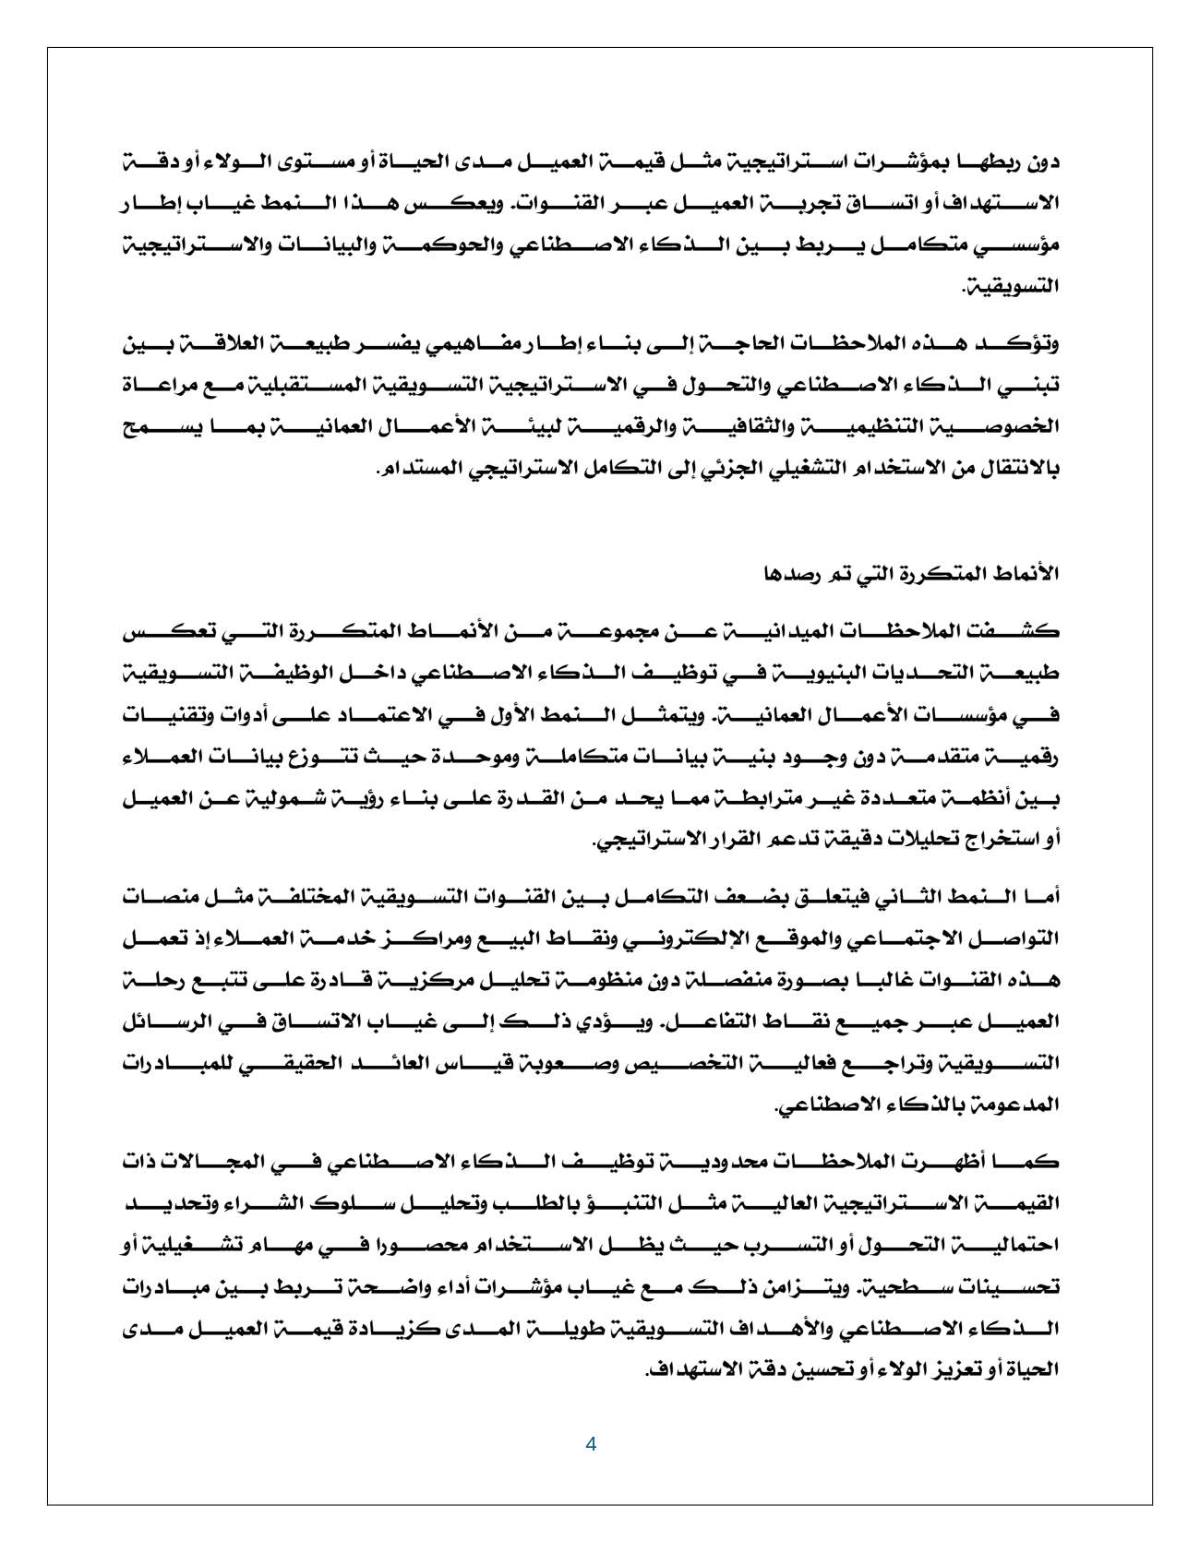 دون ربطها بمؤشرات استراتيجية مثل قيمة العميل مدى الحياة أو مستوى الولاء أو دقة
الاستهداف أو اتساق تجربة العميل عبر القنوات. ويعكس هذا النمط غياب إطار
مؤسسي متكامل يربط بين الذكاء الاصطناعي والحوكمة والبيانات والاستراتيجية
التسويقية.
وتؤكد هذه الملاحظات الحاجة إلى بناء إطار مفاهيمي يفسر طبيعة العلاقة بين
تبني الذكاء الاصطناعي والتحول في الاستراتيجية التسويقية المستقبلية مع مراعاة
الخصوصية التنظيمية والثقافية والرقمية لبيئة الأعمال العمانية بما يسمح
بالانتقال من الاستخدام التشغيلي الجزئي إلى التكامل الاستراتيجي المستدام.
الأنماط المتكررة التي تم رصدها
كشفت الملاحظات الميدانية عن مجموعة من الأنماط المتكررة التي تعكس
طبيعة التحديات البنيوية في توظيف الذكاء الاصطناعي داخل الوظيفة التسويقية
في مؤسسات الأعمال العمانية. ويتمثل النمط الأول في الاعتماد على أدوات وتقنيات
رقمية متقدمة دون وجود بنية بيانات متكاملة وموحدة حيث تتوزع بيانات العملاء
بين أنظمة متعددة غير مترابطة مما يحد من القدرة على بناء رؤية شمولية عن العميل
أو استخراج تحليلات دقيقة تدعم القرار الاستراتيجي.
أما النمط الثاني فيتعلق بضعف التكامل بين القنوات التسويقية المختلفة مثل منصات
التواصل الاجتماعي والموقع الإلكتروني ونقاط البيع ومراكز خدمة العملاء إذ تعمل
هذه القنوات غالبا بصورة منفصلة دون منظومة تحليل مركزية قادرة على تتبع رحلة
العميل عبر جميع نقاط التفاعل. ويؤدي ذلك إلى غياب الاتساق في الرسائل
التسويقية وتراجع فعالية التخصيص وصعوبة قياس العائد الحقيقي للمبادرات
المدعومة بالذكاء الاصطناعي.
كما أظهرت الملاحظات محدودية توظيف الذكاء الاصطناعي في المجالات ذات
القيمة الاستراتيجية العالية مثل التنبؤ بالطلب وتحليل سلوك الشراء وتحديد
احتمالية التحول أو التسرب حيث يظل الاستخدام محصورا في مهام تشغيلية أو
تحسينات سطحية. ويتزامن ذلك مع غياب مؤشرات أداء واضحة تربط بين مبادرات
الذكاء الاصطناعي والأهداف التسويقية طويلة المدى كزيادة قيمة العميل مدى
الحياة أو تعزيز الولاء أو تحسين دقة الاستهداف.
4